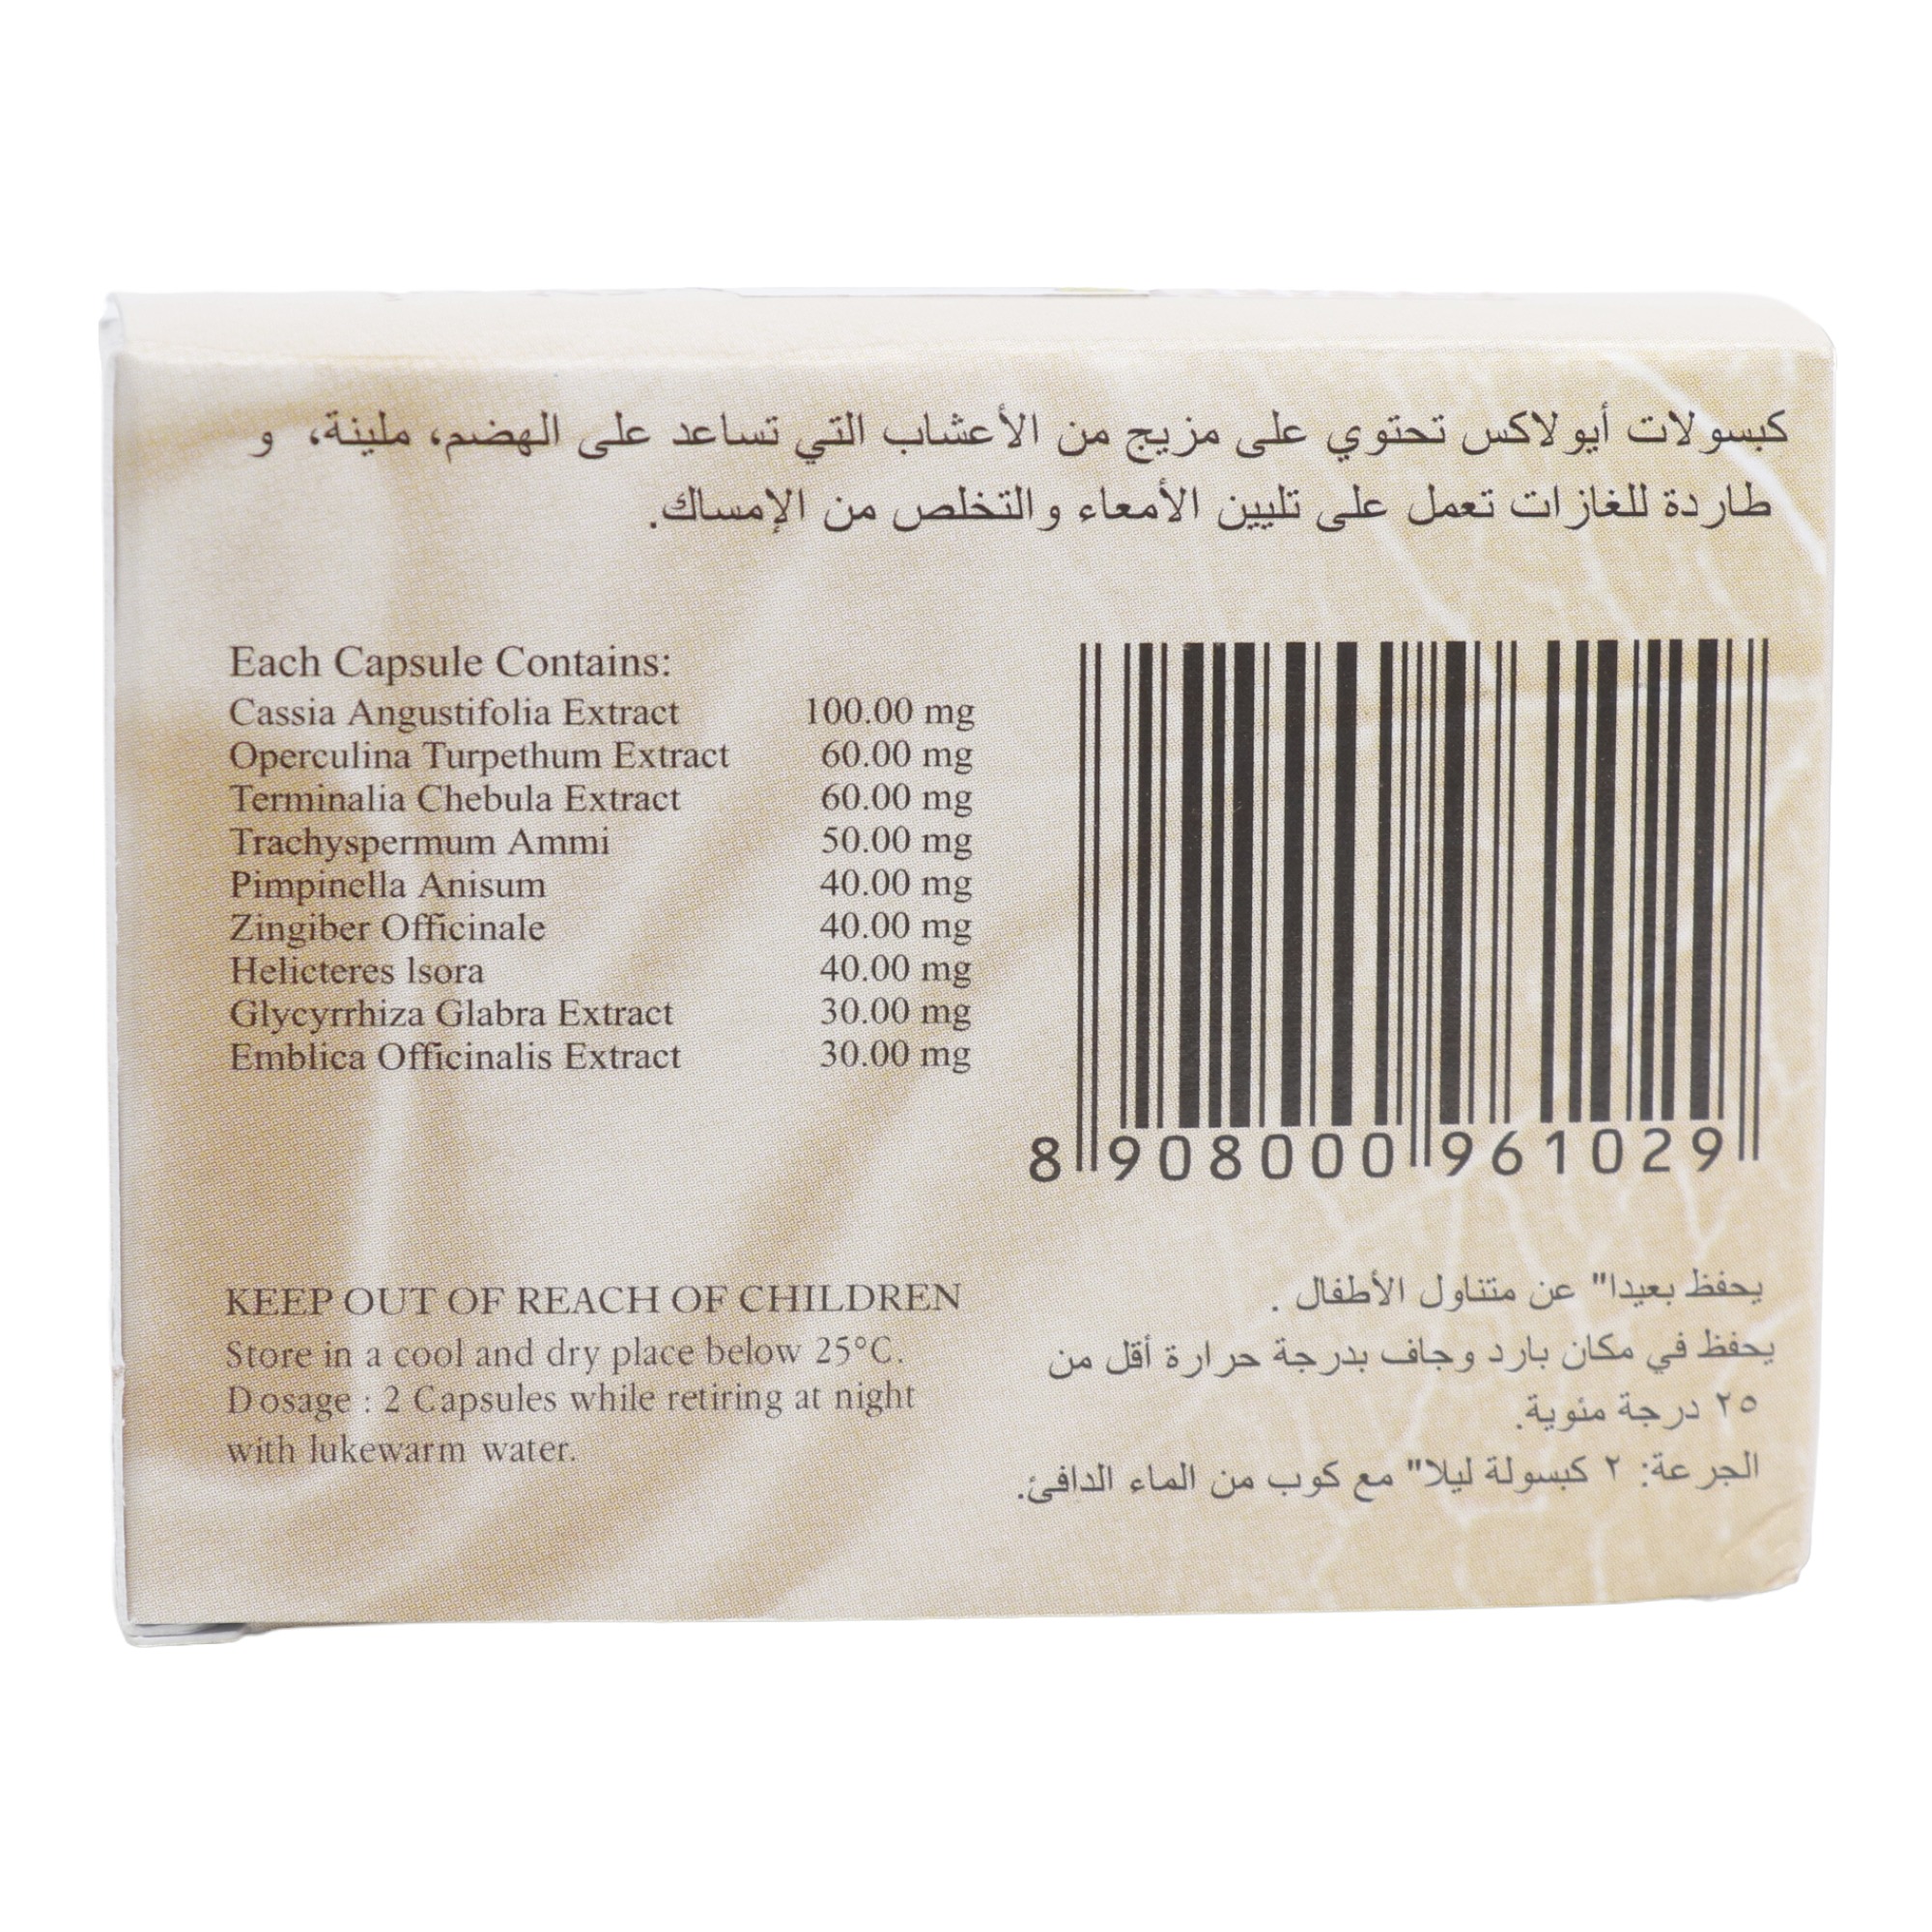 كبسولات أيولاكس تحتوي على مزيج من الأعشاب التي تساعد على الهضم، ملينة، و
طاردة للغازات تعمل على تليين الأمعاء والتخلص من الإمساك.
Each Capsule Contains:
Cassia Angustifolia Extract 100.00 mg
Operculina Turpethum Extract 60.00 mg
Terminalia Chebula Extract 60.00 mg
Trachyspermum Ammi 50.00 mg
Pimpinella Anisum 40.00 mg
Zingiber Officinale 40.00 mg
Helicteres lsora 40.00 mg
Glycyrrhiza Glabra Extract 30.00 mg
Emblica Officinalis Extract 30.00 mg
8 908000 961029
KEEP OUT OF REACH OF CHILDREN
Store in a cool and dry place below 25°C.
Dosage : 2 Capsules while retiring at night
with lukewarm water.
يحفظ بعيدا" عن متناول الأطفال .
يحفظ في مكان بارد وجاف بدرجة حرارة أقل من
٢٥ درجة مئوية.
الجرعة: ٢ كبسولة ليلا" مع كوب من الماء الدافئ.